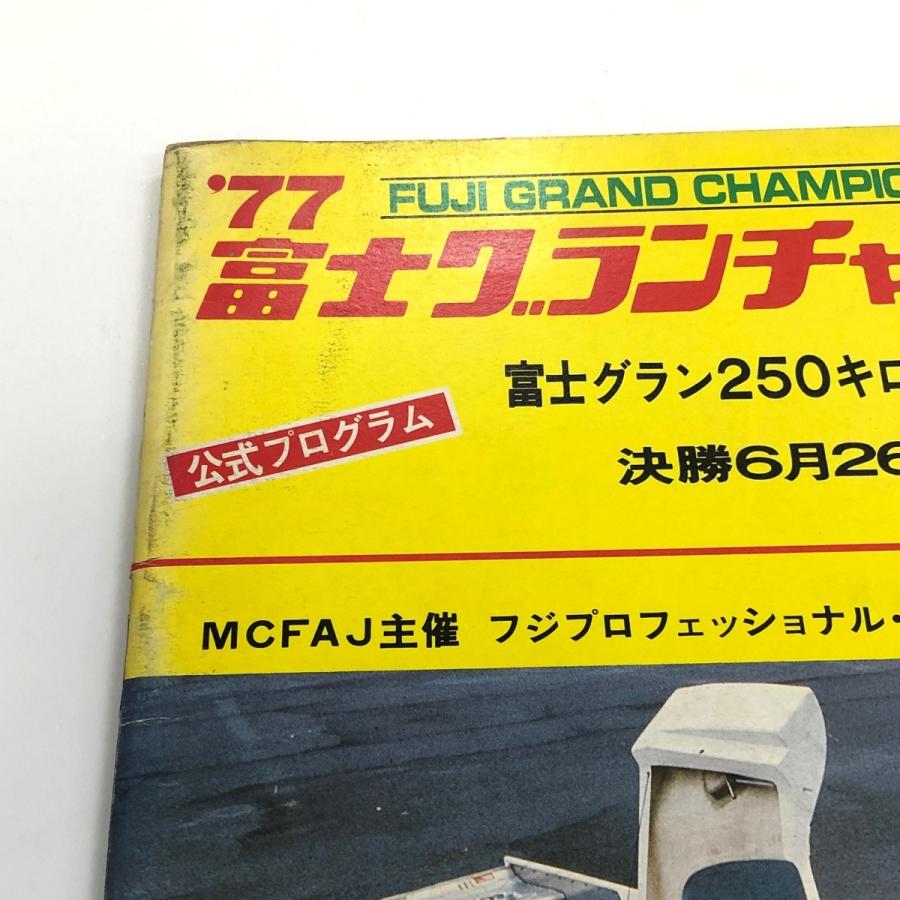 '77 FUJI GRAND CHAMPIO
富士グランチャ
富士グラン250キロ
公式プログラム
決勝6月26
MCFAJ主催 フジプロフェッショナル・